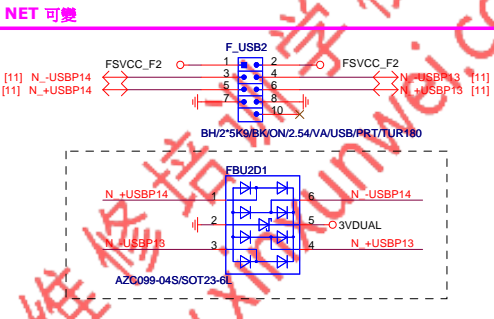 NET 可變
F_USB2
FSVCC_F2 1 2 FSVCC_F2
[11] N_-USBP14 3 4 N_-USBP13 [11]
[11] N_+USBP14 5 6 N_+USBP13 [11]
7 8
10
BH/2*5K9/BK/ON/2.54/VA/USB/PRT/TUR180
FBU2D1
N_+USBP14 1 6 N_-USBP14
2 5 3VDUAL
N_-USBP13 3 4 N_+USBP13
AZC099-04S/SOT23-6L